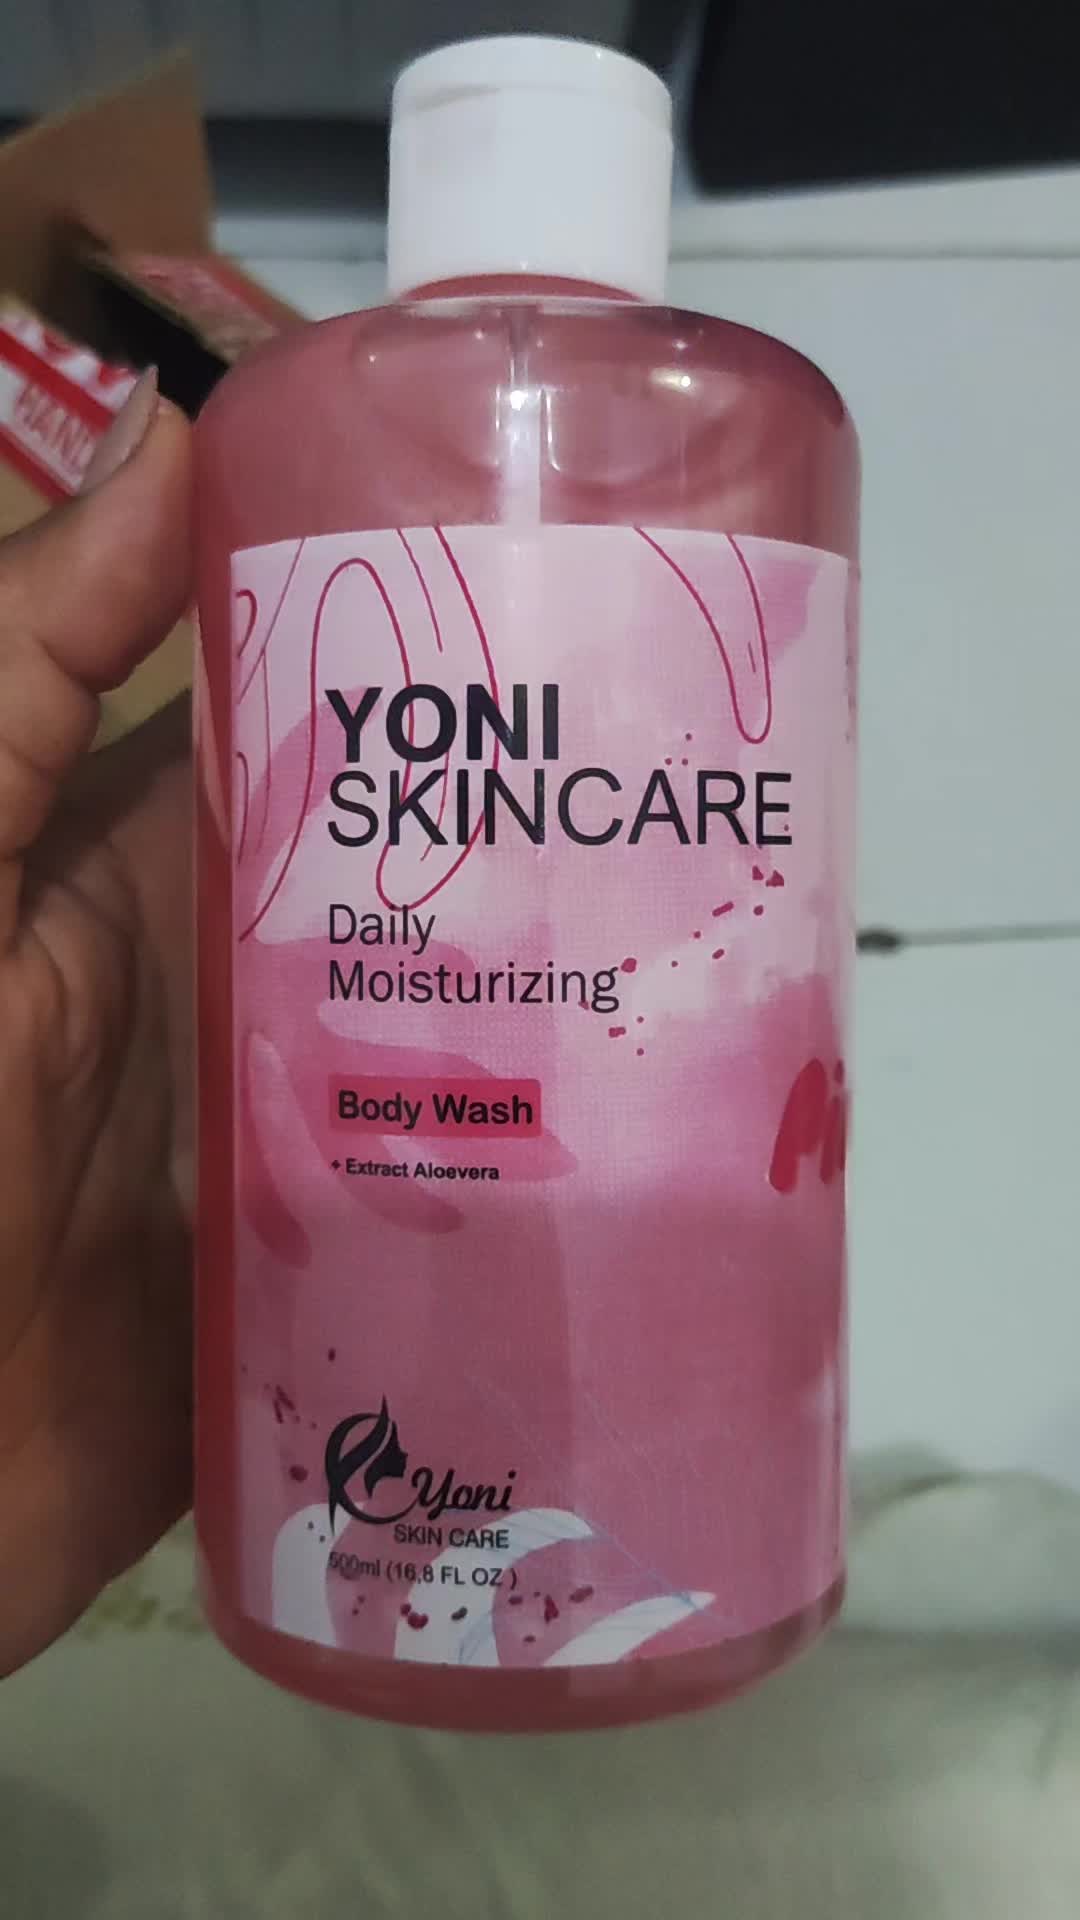 YONI
SKINCARE
Daily
Moisturizing
Body Wash
+ Extract Aloevera
Yoni
SKIN CARE
500ml (16,8 FL OZ )